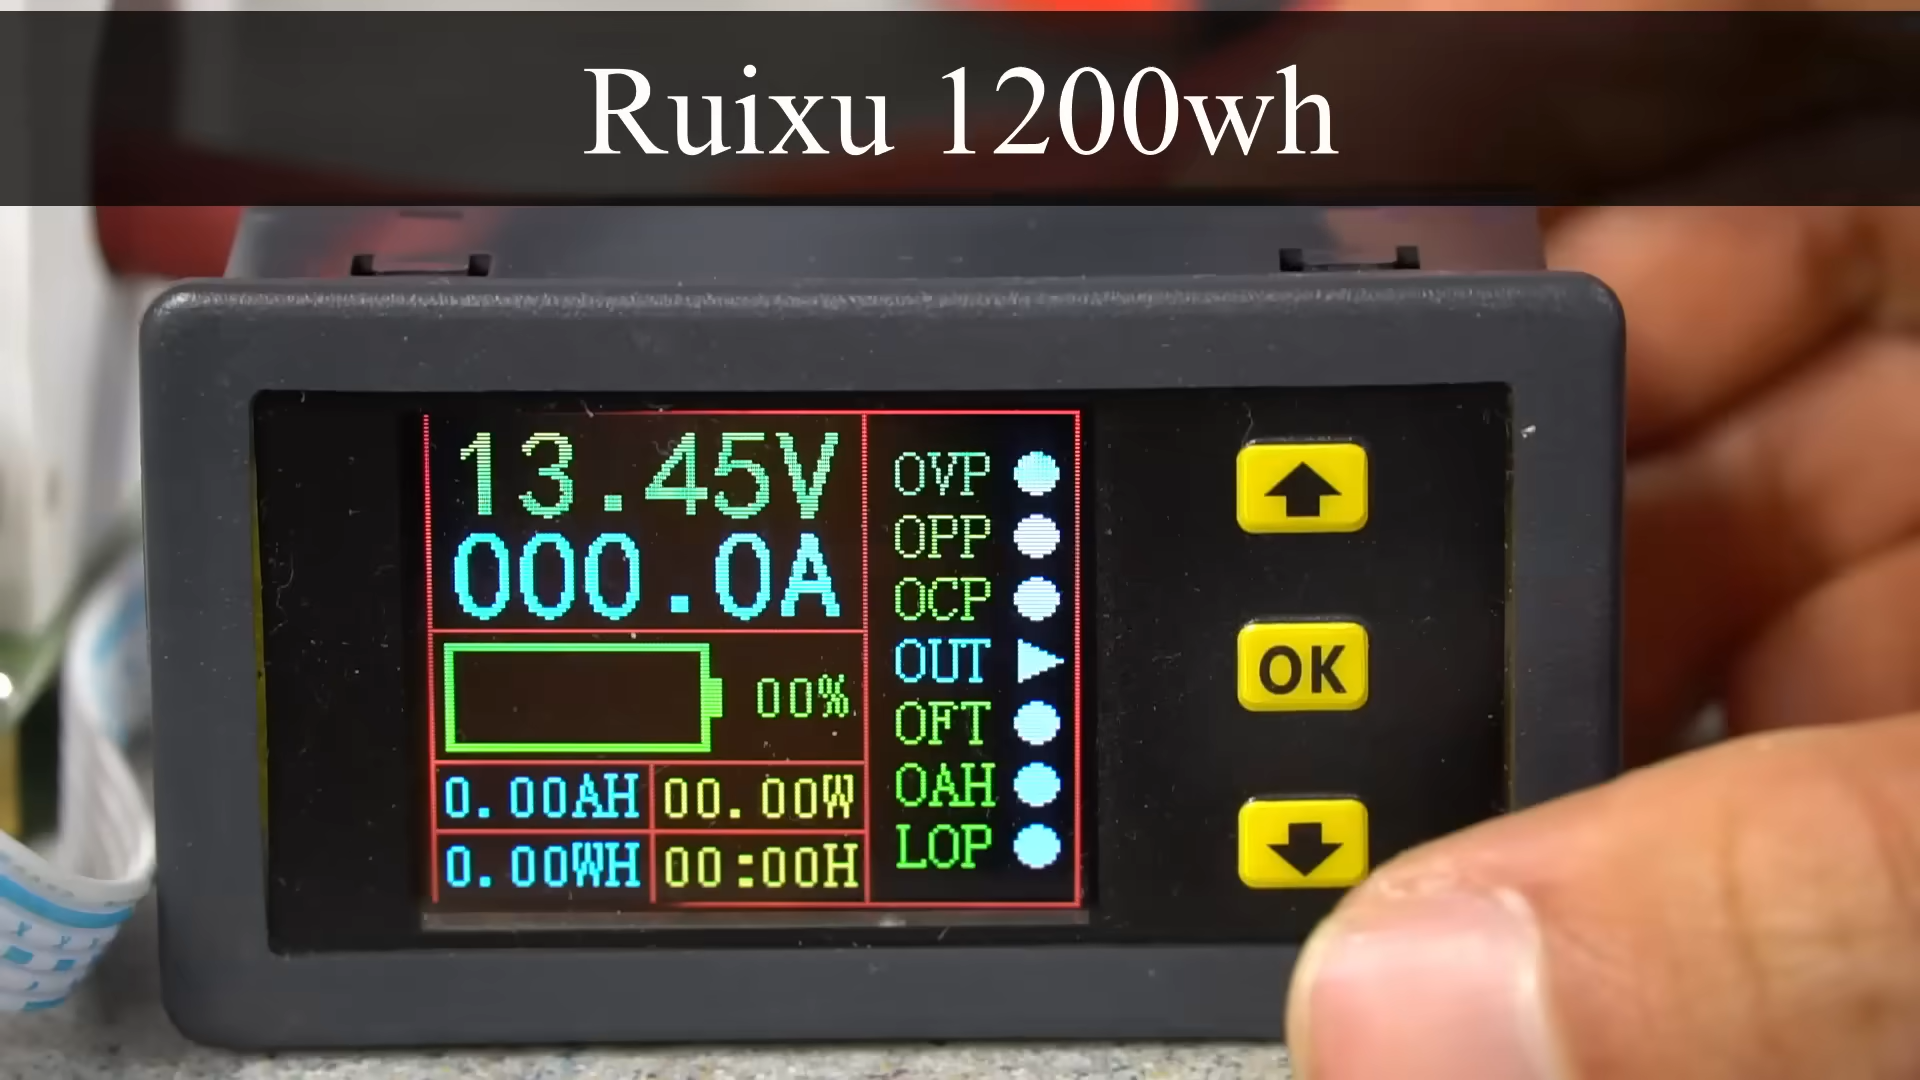 Ruixu 1200wh
13.45V
000.0A
00%
0.00AH
00.00W
0.00WH
00:00H
OVP
OPP
OCP
OUT
OFT
OAH
LOP
OK